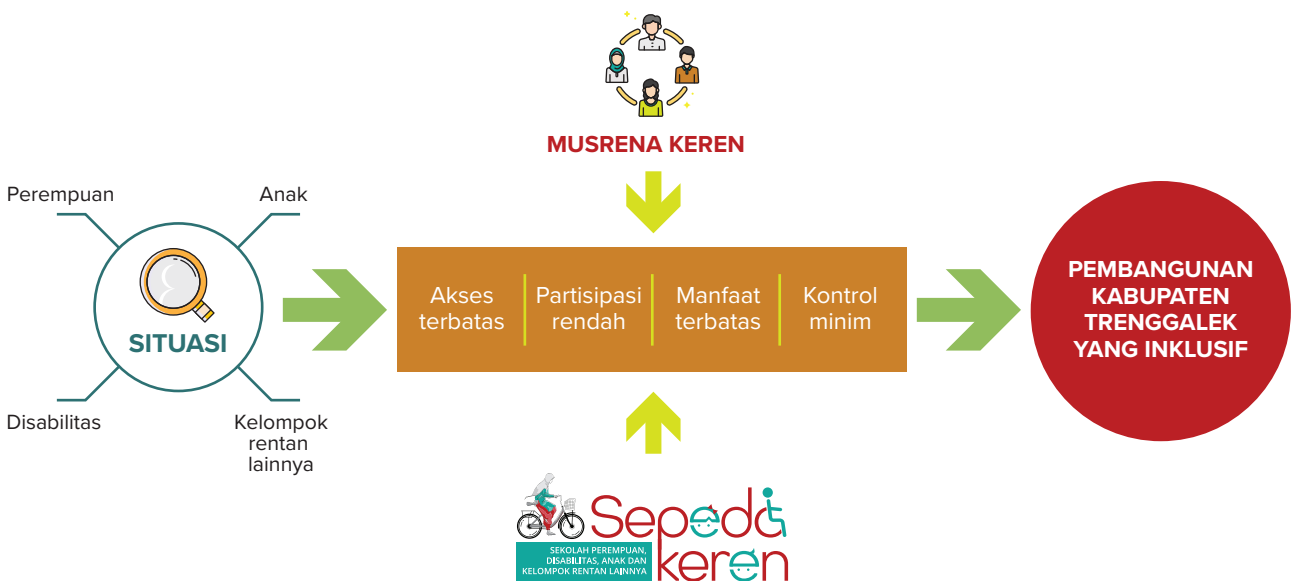 MUSRENA KEREN
Perempuan
Anak
SITUASI
Disabilitas
Kelompok
rentan
lainnya
Akses
terbatas
Partisipasi
rendah
Manfaat
terbatas
Kontrol
minim
PEMBANGUNAN
KABUPATEN
TRENGGALEK
YANG INKLUSIF
Sepeda
keren
SEKOLAH PEREMPUAN,
DISABILITAS, ANAK DAN
KELOMPOK RENTAN LAINNYA